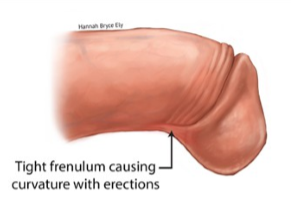 Hannah Bryce Ely
Tight frenulum causing
curvature with erections